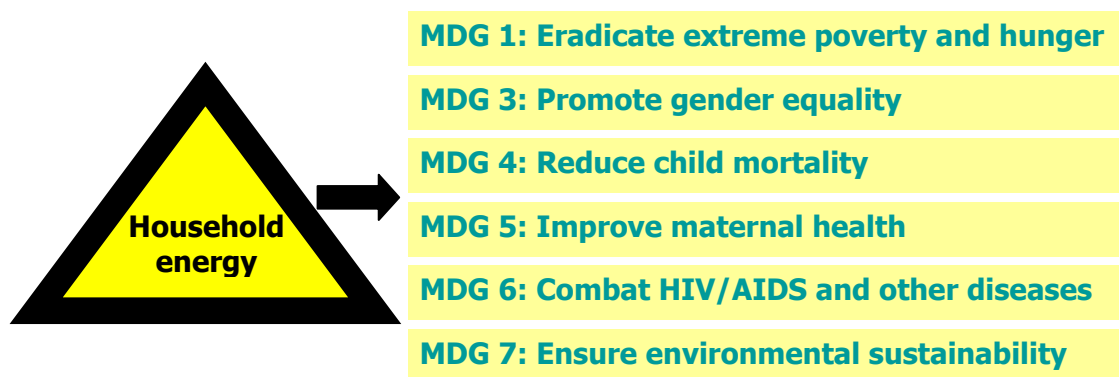 MDG 1: Eradicate extreme poverty and hunger
MDG 3: Promote gender equality
MDG 4: Reduce child mortality
Household
energy
MDG 5: Improve maternal health
MDG 6: Combat HIV/AIDS and other diseases
MDG 7: Ensure environmental sustainability